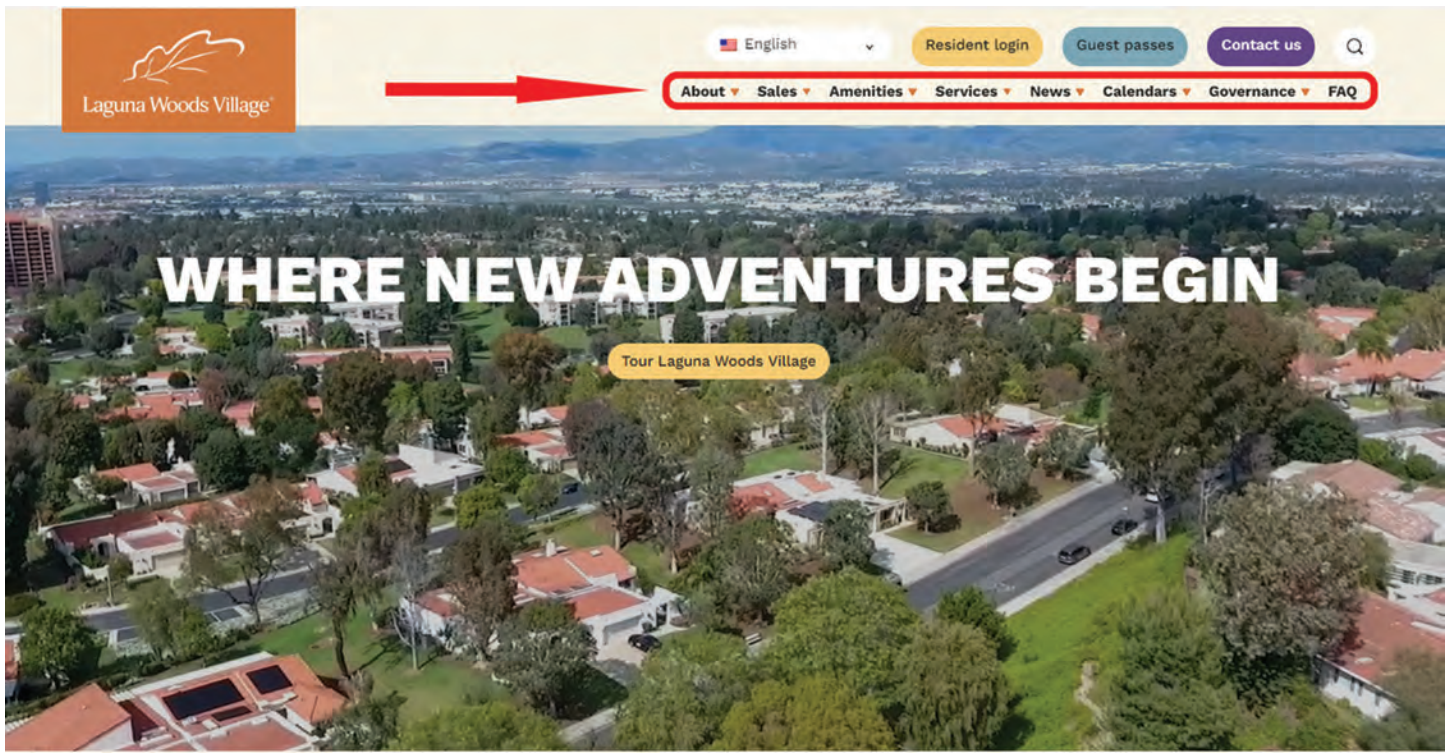 English
Resident login
Guest passes
Contact us
Laguna Woods Village®
About Sales Amenities Services News Calendars Governance FAQ
WHERE NEW ADVENTURES BEGIN
Tour Laguna Woods Village